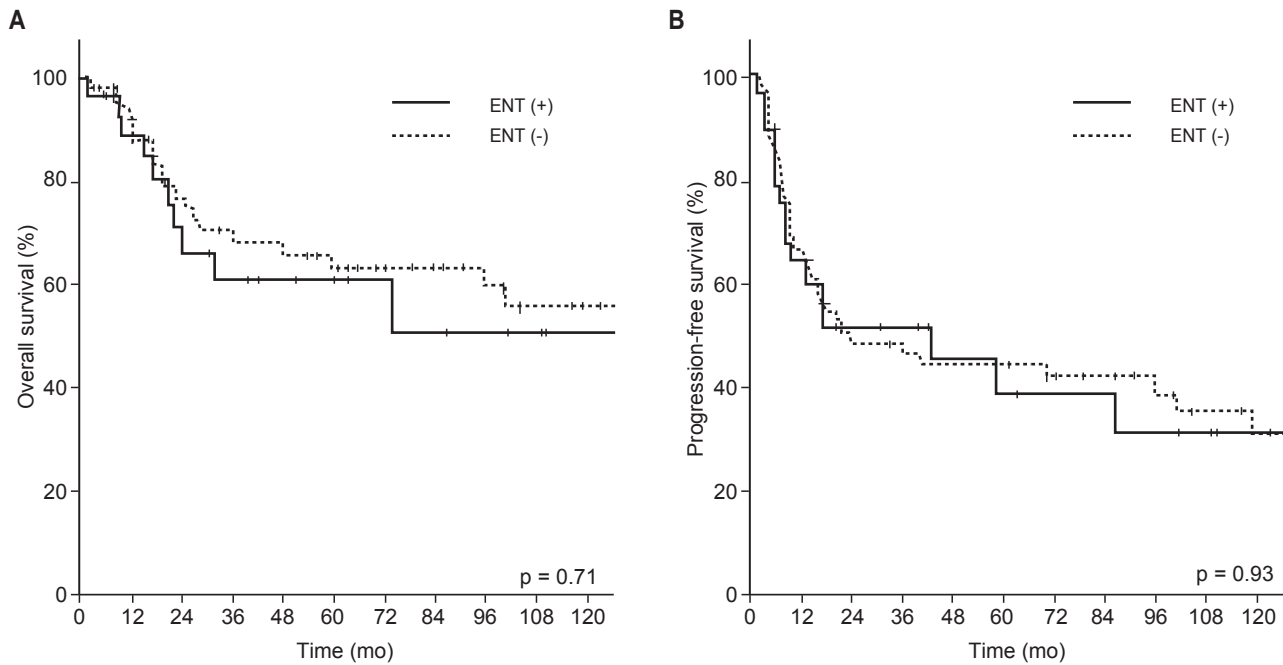 A
Overall survival (%)
100
80
60
40
20
0
ENT (+)
ENT (-)
p = 0.71
0 12 24 36 48 60 72 84 96 108 120
Time (mo)
B
Progression-free survival (%)
100
80
60
40
20
0
ENT (+)
ENT (-)
p = 0.93
0 12 24 36 48 60 72 84 96 108 120
Time (mo)